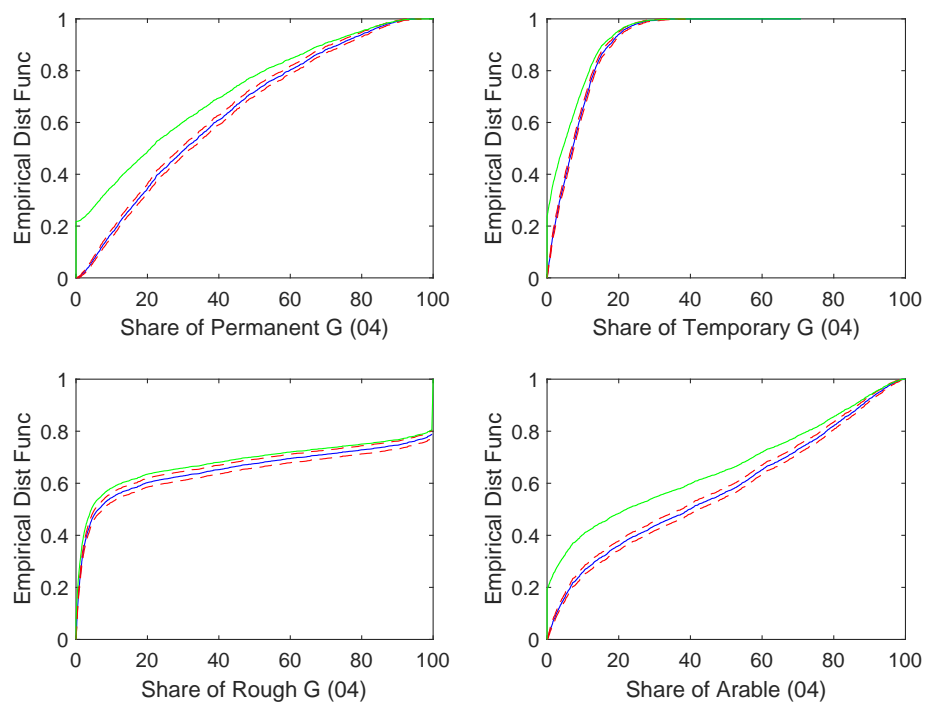 1
0.8
0.6
0.4
0.2
0
Empirical Dist Func
0 20 40 60 80 100
Share of Permanent G (04)
1
0.8
0.6
0.4
0.2
0
Empirical Dist Func
0 20 40 60 80 100
Share of Temporary G (04)
1
0.8
0.6
0.4
0.2
0
Empirical Dist Func
0 20 40 60 80 100
Share of Rough G (04)
1
0.8
0.6
0.4
0.2
0
Empirical Dist Func
0 20 40 60 80 100
Share of Arable (04)